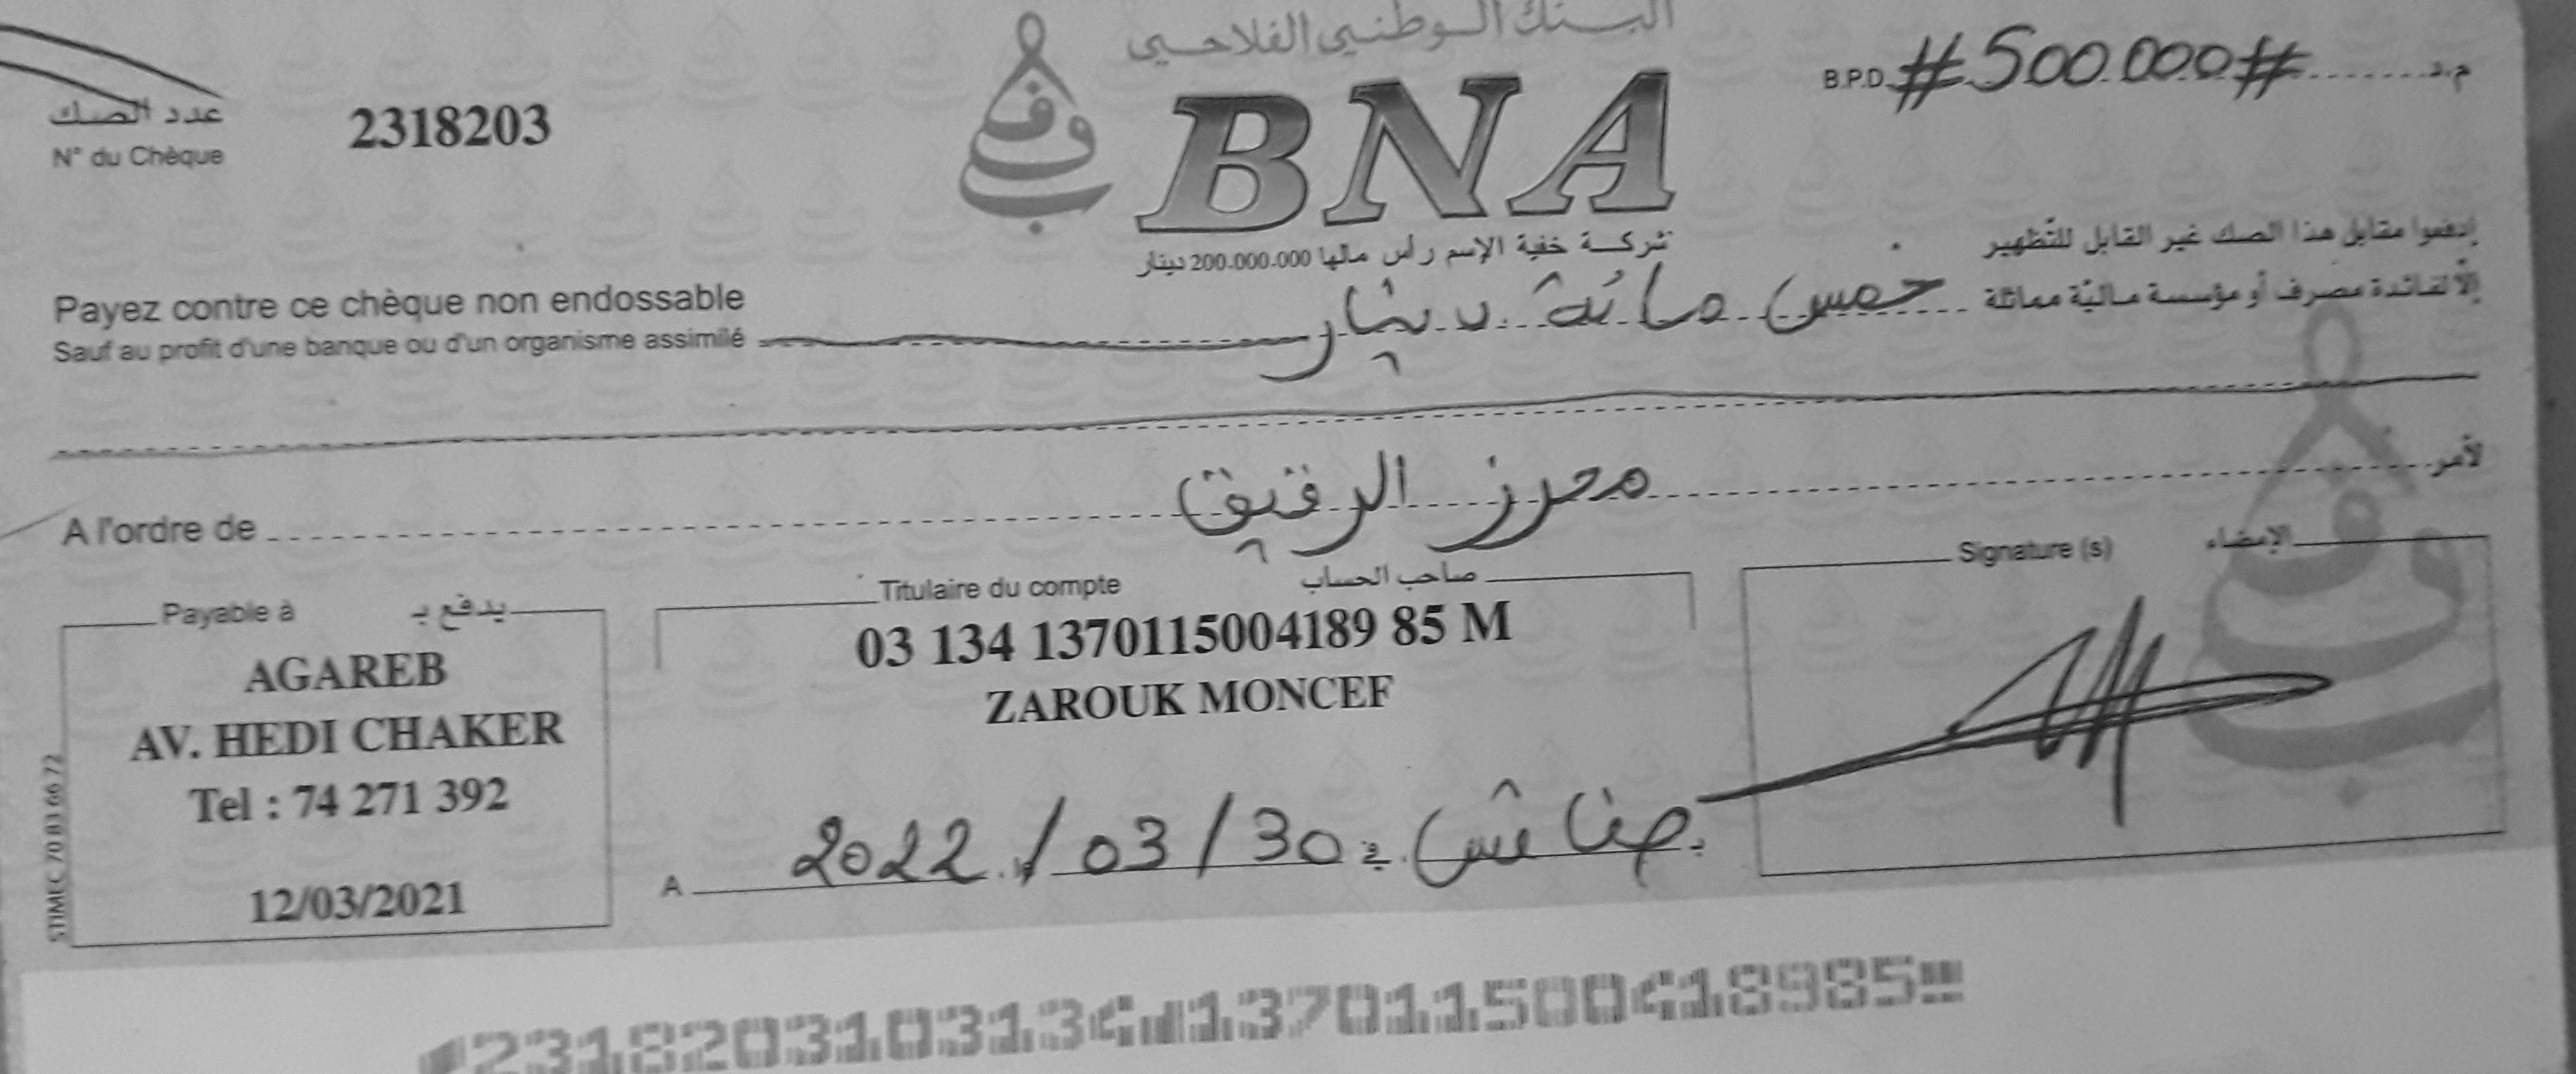 البنك الوطني الفلاحي
BNA
شركة خفية الإسم رأس مالها 200.000.000 دينار
عدد الصك
N° du Chèque
2318203
B.P.D. #500.000# م.د
إدفعوا مقابل هذا الصك غير القابل للتظهير
إلا لفائدة مصرف أو مؤسسة مالية مماثلة
خمس مائة دينار
Payez contre ce chèque non endossable
Sauf au profit d'une banque ou d'un organisme assimilé
لأمر
محرز الرقيق
A l'ordre de
Payable à يدفع بـ
AGAREB
AV. HEDI CHAKER
Tel : 74 271 392
12/03/2021
Titulaire du compte صاحب الحساب
03 134 1370115004189 85 M
ZAROUK MONCEF
Signature (s) الإمضاء
بـ صفاقس في 30/03/2022
A
STIMEC 70 83 66 72
2318203103134 137011500418985